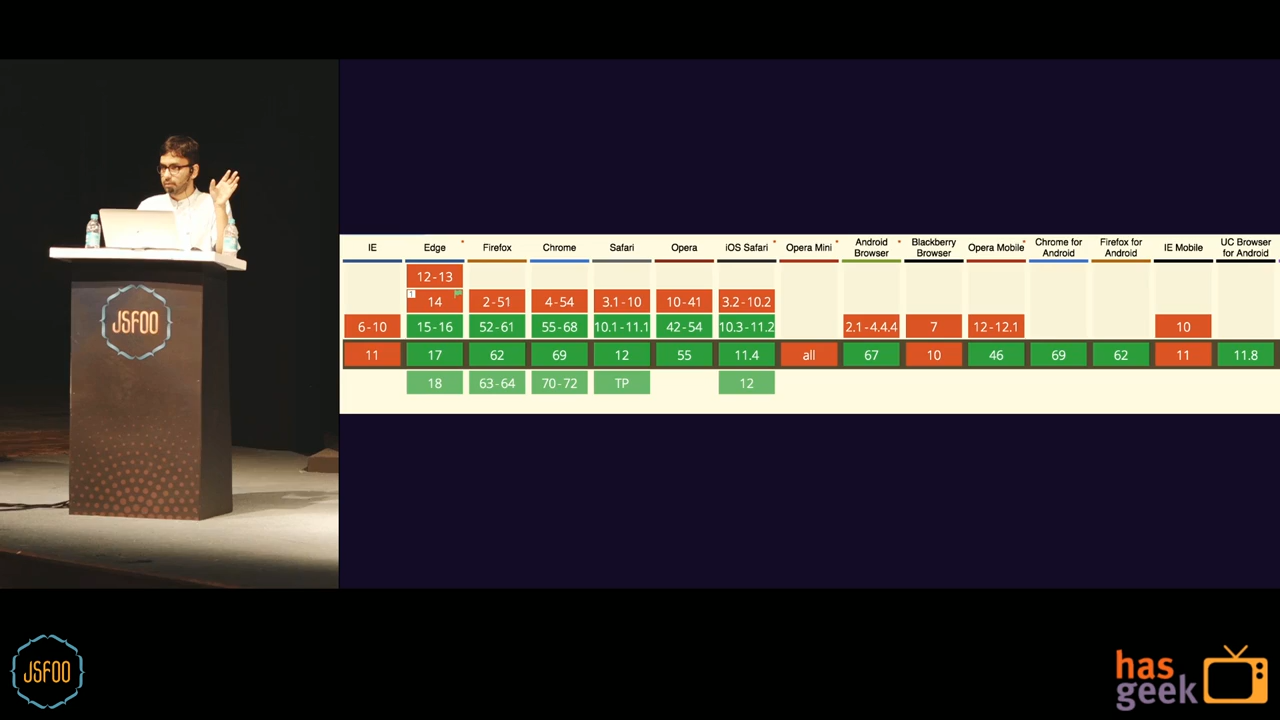 IE Edge Firefox Chrome Safari Opera iOS Safari Opera Mini Android Browser Blackberry Browser Opera Mobile Chrome for Android Firefox for Android IE Mobile UC Browser for Android
12-13
1 14 2-51 4-54 3.1-10 10-41 3.2-10.2
6-10 15-16 52-61 55-68 10.1-11.1 42-54 10.3-11.2 2.1-4.4.4 7 12-12.1 10
11 17 62 69 12 55 11.4 all 67 10 46 69 62 11 11.8
18 63-64 70-72 TP 12
{JSFOO}
{JSFOO}
has
geek